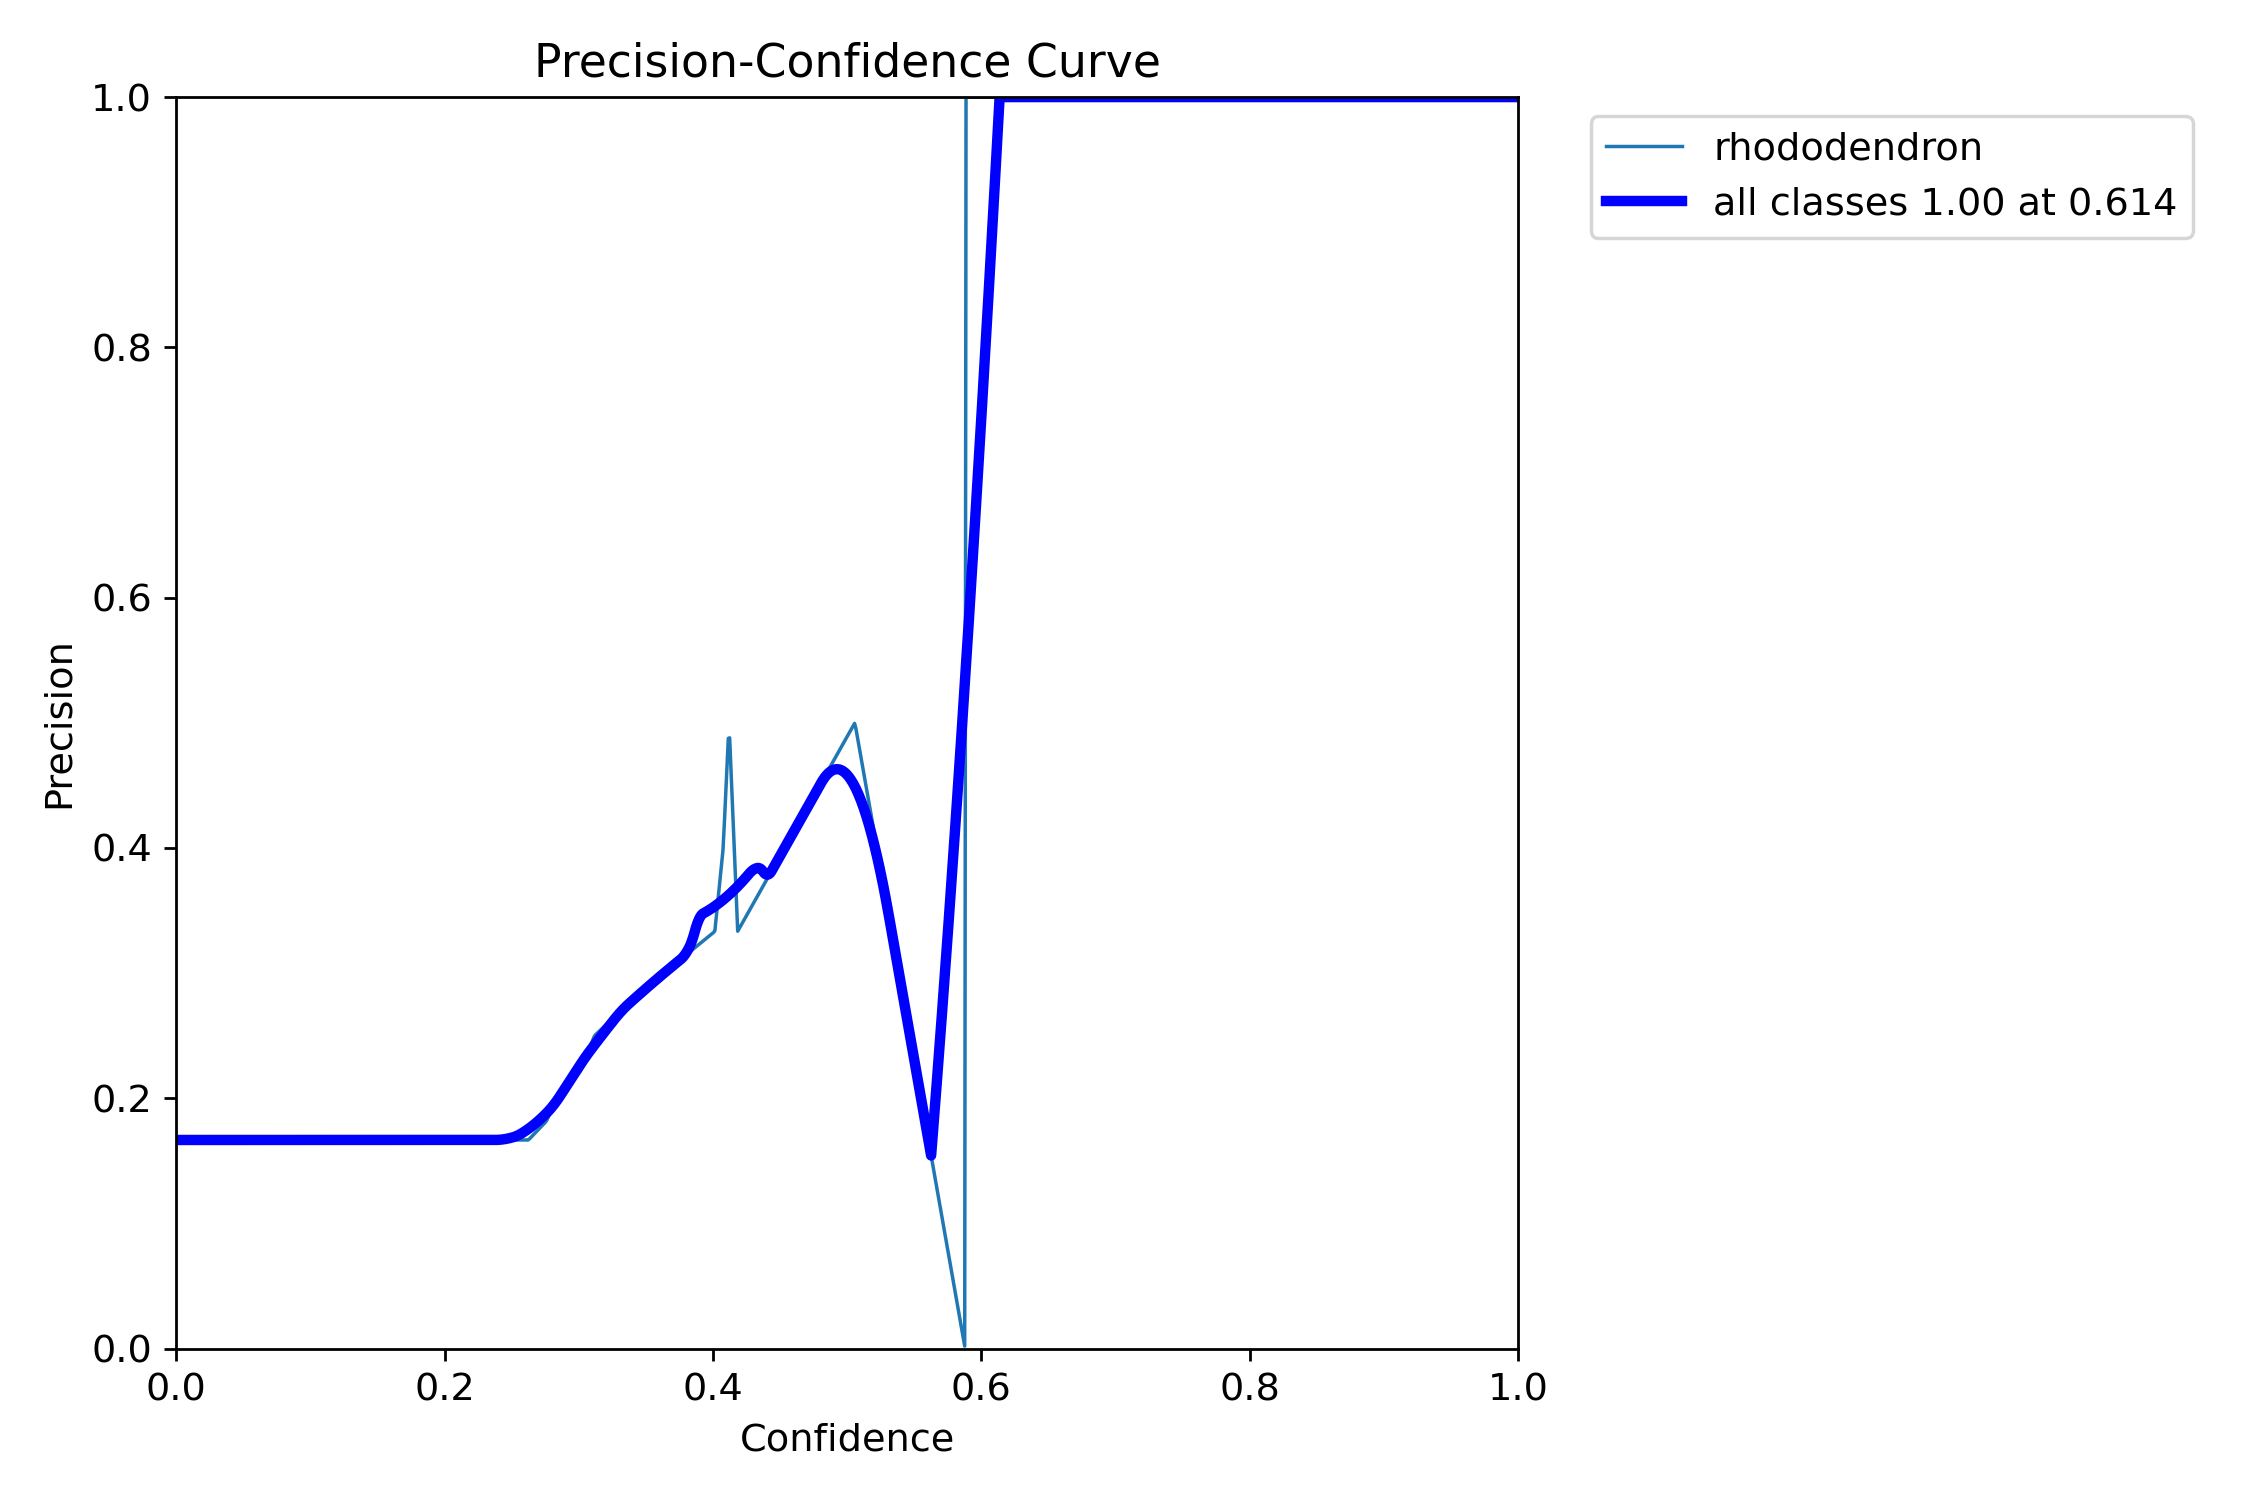 Precision-Confidence Curve
1.0
0.8
0.6
0.4
0.2
0.0
Precision
0.0 0.2 0.4 0.6 0.8 1.0
Confidence
rhododendron
all classes 1.00 at 0.614